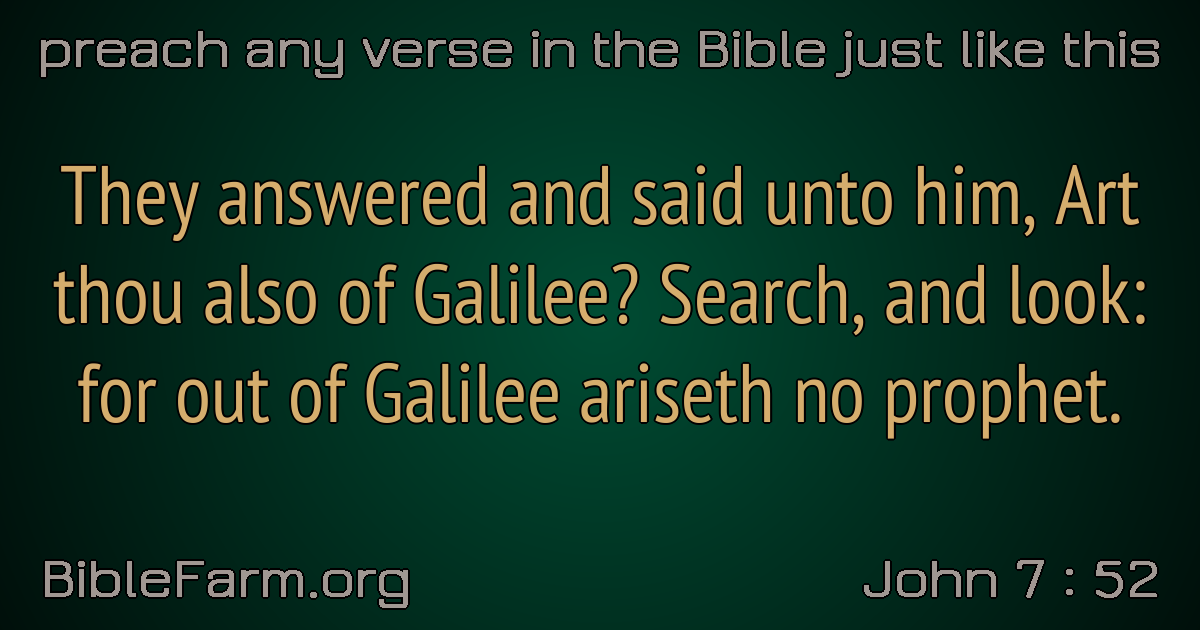 preach any verse in the Bible just like this
They answered and said unto him, Art
thou also of Galilee? Search, and look:
for out of Galilee ariseth no prophet.
BibleFarm.org
John 7 : 52